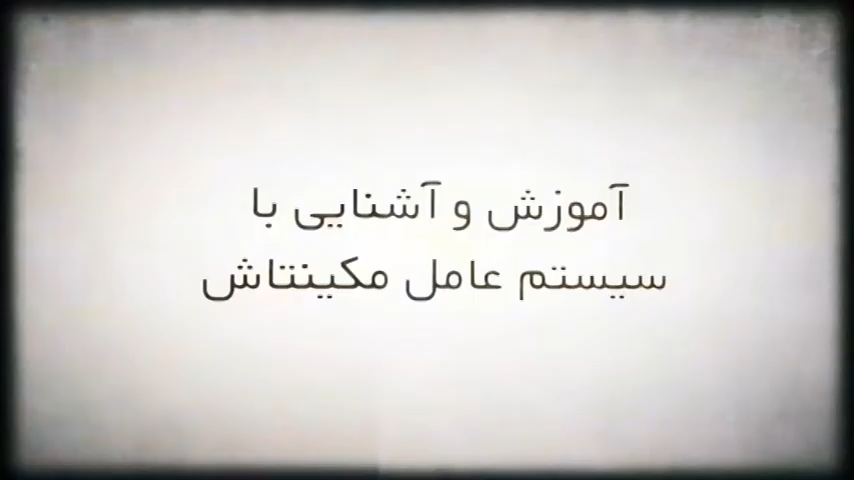 آموزش و آشنایی با
سیستم عامل مکینتاش